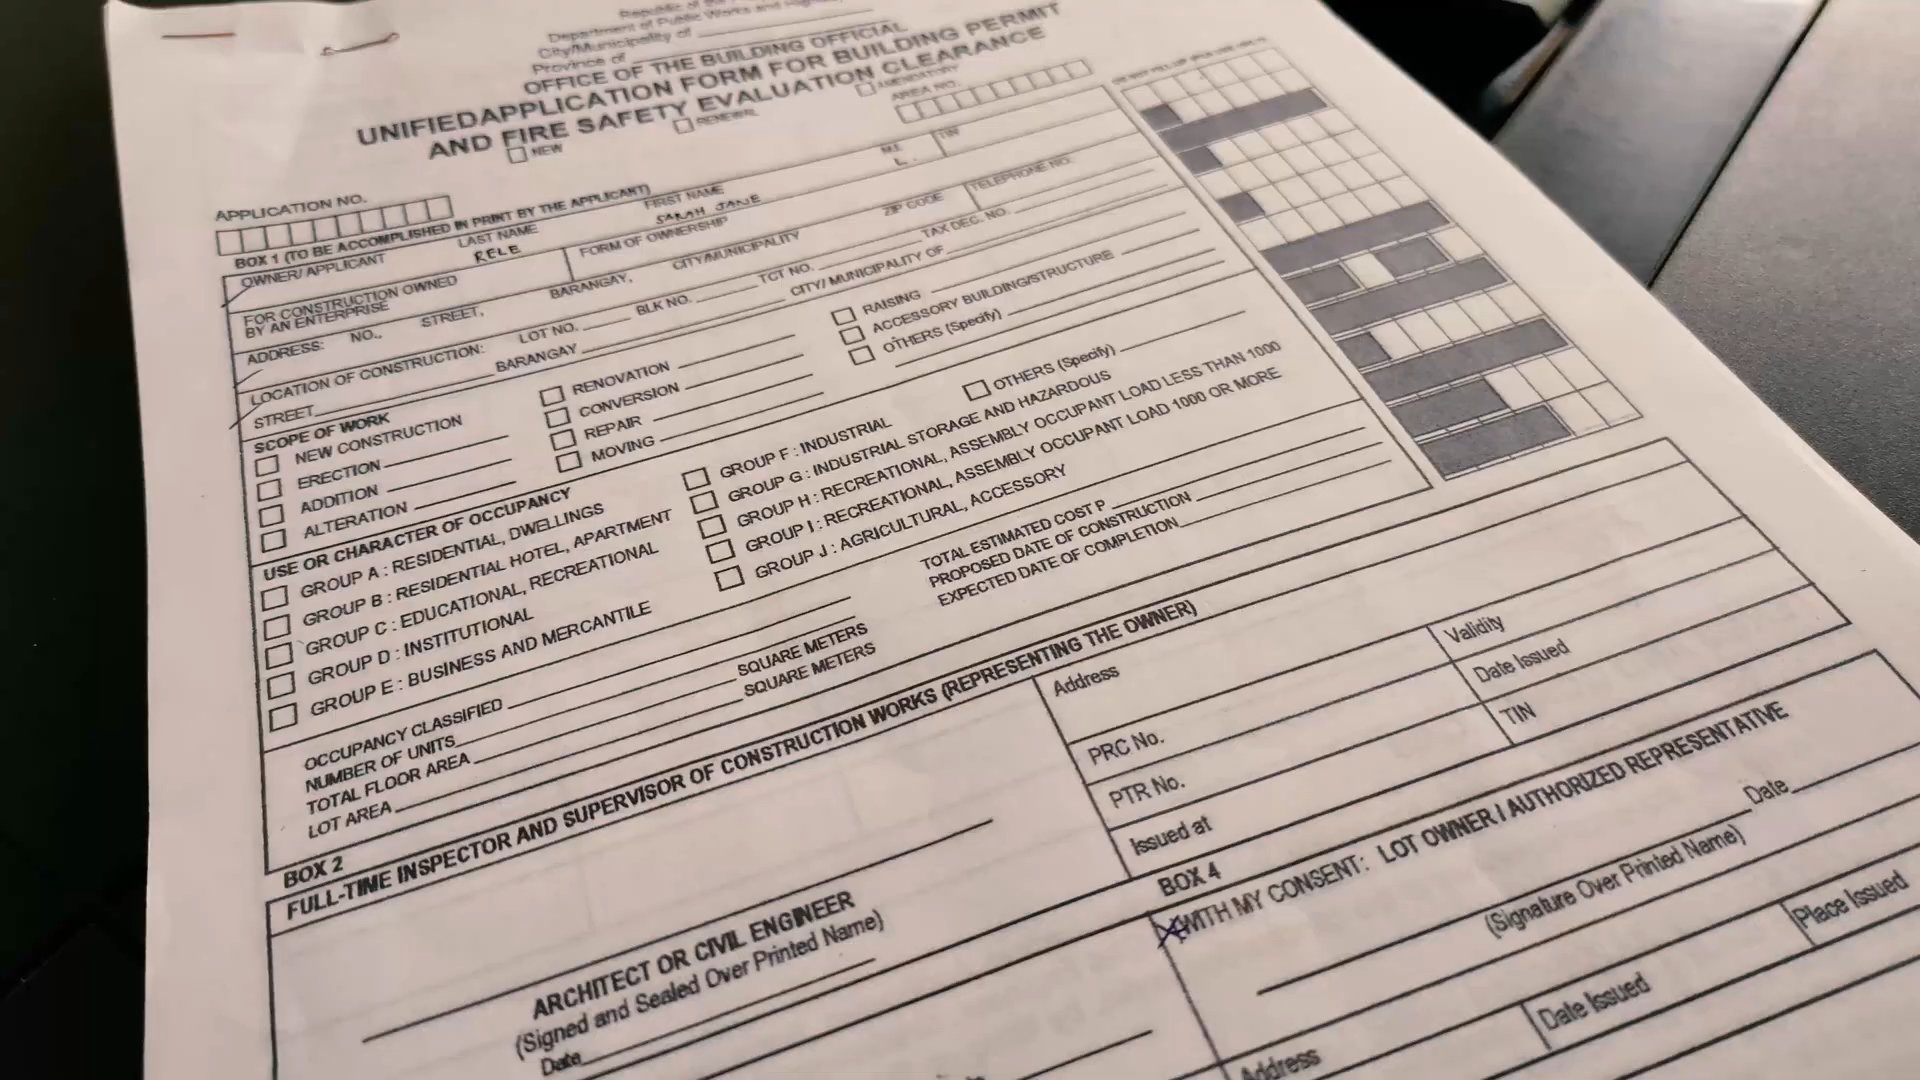 Republic of the
Department of Public Works and
City/Municipality of
Province of
OFFICE OF THE BUILDING OFFICIAL
UNIFIED APPLICATION FORM FOR BUILDING PERMIT
AND FIRE SAFETY EVALUATION CLEARANCE
NEW RENEWAL
APPLICATION NO. AREA NO.
BOX 1 (TO BE ACCOMPLISHED IN PRINT BY THE APPLICANT)
OWNER/ APPLICANT LAST NAME FIRST NAME M.I. TIN
RELE SARAH JANE L.
FOR CONSTRUCTION OWNED FORM OF OWNERSHIP
BY AN ENTERPRISE
ADDRESS: NO., STREET, BARANGAY, CITY/MUNICIPALITY ZIP CODE TELEPHONE NO.
LOCATION OF CONSTRUCTION: LOT NO. BLK NO. TCT NO. TAX DEC. NO.
STREET BARANGAY CITY/ MUNICIPALITY OF
SCOPE OF WORK
NEW CONSTRUCTION RENOVATION RAISING
ERECTION CONVERSION ACCESSORY BUILDING/STRUCTURE
ADDITION REPAIR OTHERS (Specify)
ALTERATION MOVING
USE OR CHARACTER OF OCCUPANCY
GROUP A : RESIDENTIAL, DWELLINGS GROUP F : INDUSTRIAL OTHERS (Specify)
GROUP B : RESIDENTIAL HOTEL, APARTMENT GROUP G : INDUSTRIAL STORAGE AND HAZARDOUS
GROUP C : EDUCATIONAL, RECREATIONAL GROUP H : RECREATIONAL, ASSEMBLY OCCUPANT LOAD LESS THAN 1000
GROUP D : INSTITUTIONAL GROUP I : RECREATIONAL, ASSEMBLY OCCUPANT LOAD 1000 OR MORE
GROUP E : BUSINESS AND MERCANTILE GROUP J : AGRICULTURAL, ACCESSORY
OCCUPANCY CLASSIFIED TOTAL ESTIMATED COST P
NUMBER OF UNITS PROPOSED DATE OF CONSTRUCTION
TOTAL FLOOR AREA SQUARE METERS EXPECTED DATE OF COMPLETION
LOT AREA SQUARE METERS
BOX 2
FULL-TIME INSPECTOR AND SUPERVISOR OF CONSTRUCTION WORKS (REPRESENTING THE OWNER)
Address
PRC No. Validity
PTR No. Date Issued
Issued at TIN
ARCHITECT OR CIVIL ENGINEER
(Signed and Sealed Over Printed Name)
Date
BOX 4
WITH MY CONSENT: LOT OWNER / AUTHORIZED REPRESENTATIVE
Date
(Signature Over Printed Name)
Address Date Issued Place Issued